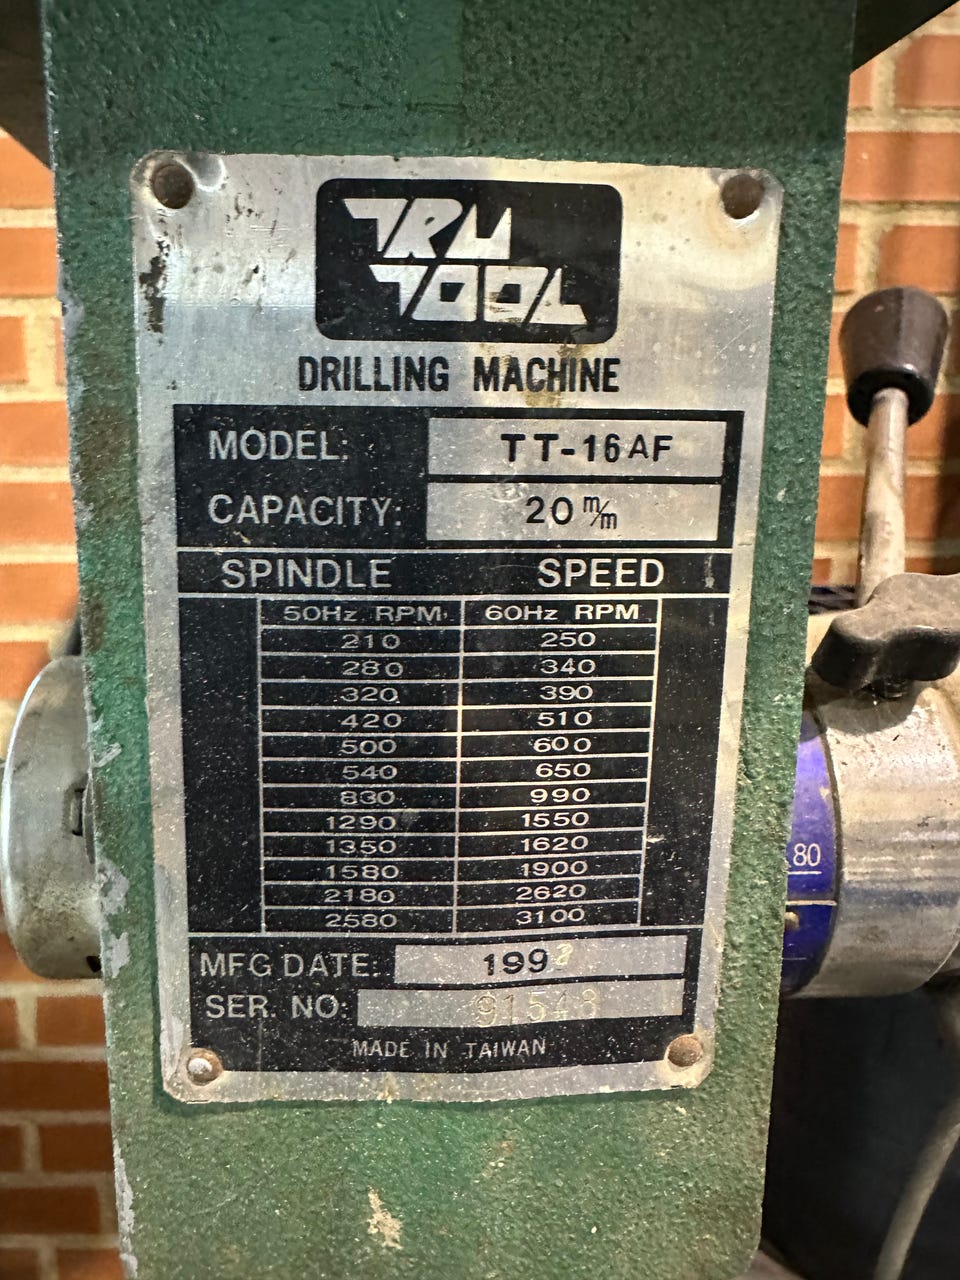 TRU
TOOL
DRILLING MACHINE
MODEL: TT-16AF
CAPACITY: 20 m/m
SPINDLE SPEED
50Hz RPM 60Hz RPM
210 250
280 340
320 390
420 510
500 600
540 650
830 990
1290 1550
1350 1620
1580 1900
2180 2620
2580 3100
MFG DATE:
SER. NO: 91548
MADE IN TAIWAN
80